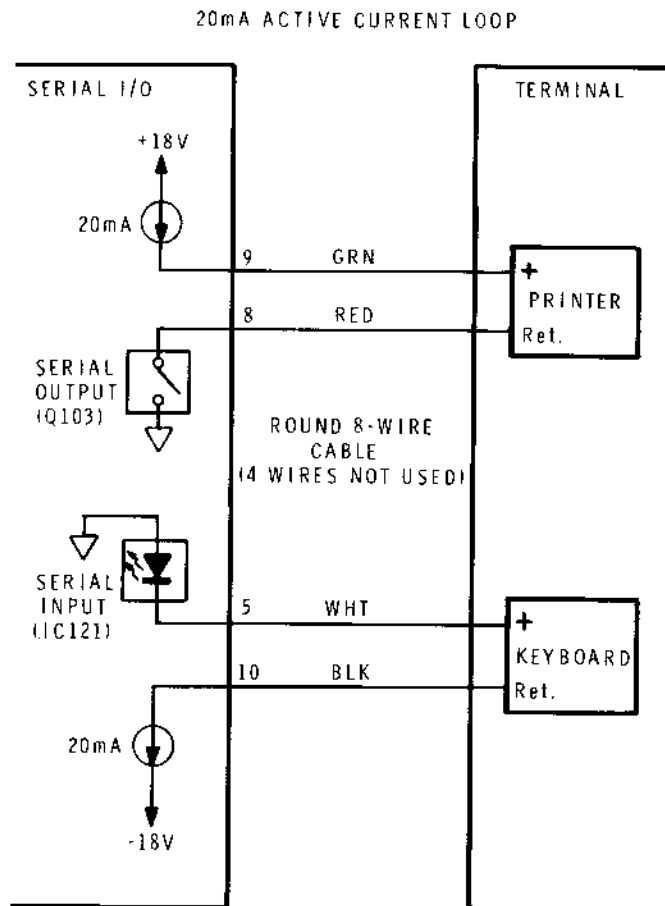 20mA ACTIVE CURRENT LOOP
SERIAL I/O
TERMINAL
+18V
20mA
9
GRN
+
PRINTER
8
RED
Ret.
SERIAL
OUTPUT
(Q103)
ROUND 8-WIRE
CABLE
(4 WIRES NOT USED)
SERIAL
INPUT
(IC121)
5
WHT
+
KEYBOARD
10
BLK
Ret.
20mA
-18V